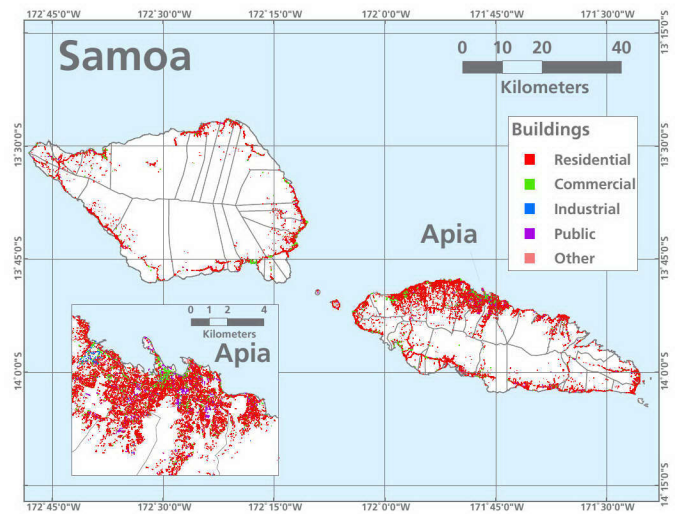 172°45'0"W 172°30'0"W 172°15'0"W 172°0'0"W 171°45'0"W 171°30'0"W
13°15'0"S
Samoa
0 10 20 40
Kilometers
Buildings
Residential
Commercial
Industrial
Public
Other
13°30'0"S 13°30'0"S
Apia
13°45'0"S 13°45'0"S
0 1 2 4
Kilometers
Apia
14°0'0"S 14°0'0"S
14°15'0"S
172°45'0"W 172°30'0"W 172°15'0"W 172°0'0"W 171°45'0"W 171°30'0"W